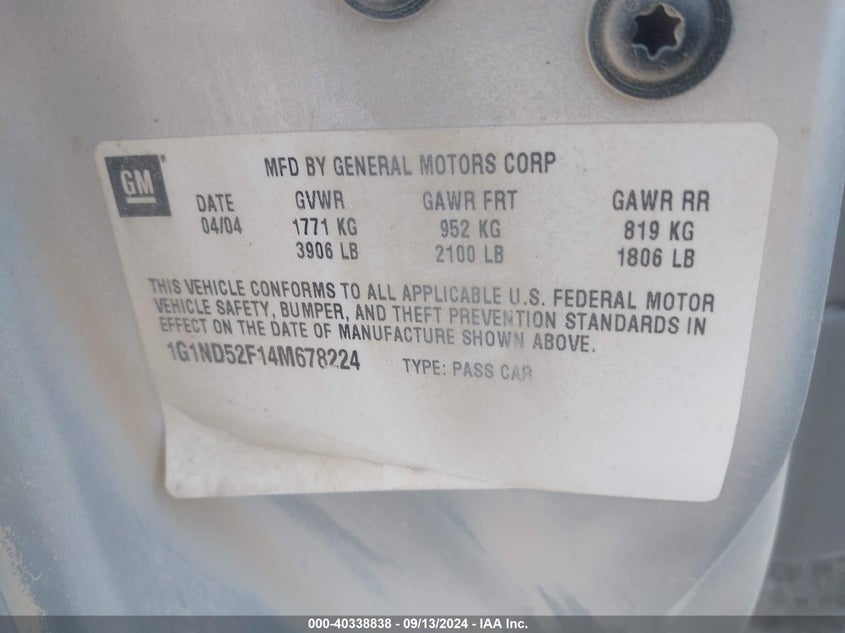 GM
MFD BY GENERAL MOTORS CORP
DATE GVWR GAWR FRT GAWR RR
04/04 1771 KG 952 KG 819 KG
3906 LB 2100 LB 1806 LB
THIS VEHICLE CONFORMS TO ALL APPLICABLE U.S. FEDERAL MOTOR
VEHICLE SAFETY, BUMPER, AND THEFT PREVENTION STANDARDS IN
EFFECT ON THE DATE OF MANUFACTURE SHOWN ABOVE.
1G1ND52F14M678224 TYPE: PASS CAR
000-40338838 - 09/13/2024 - IAA Inc.